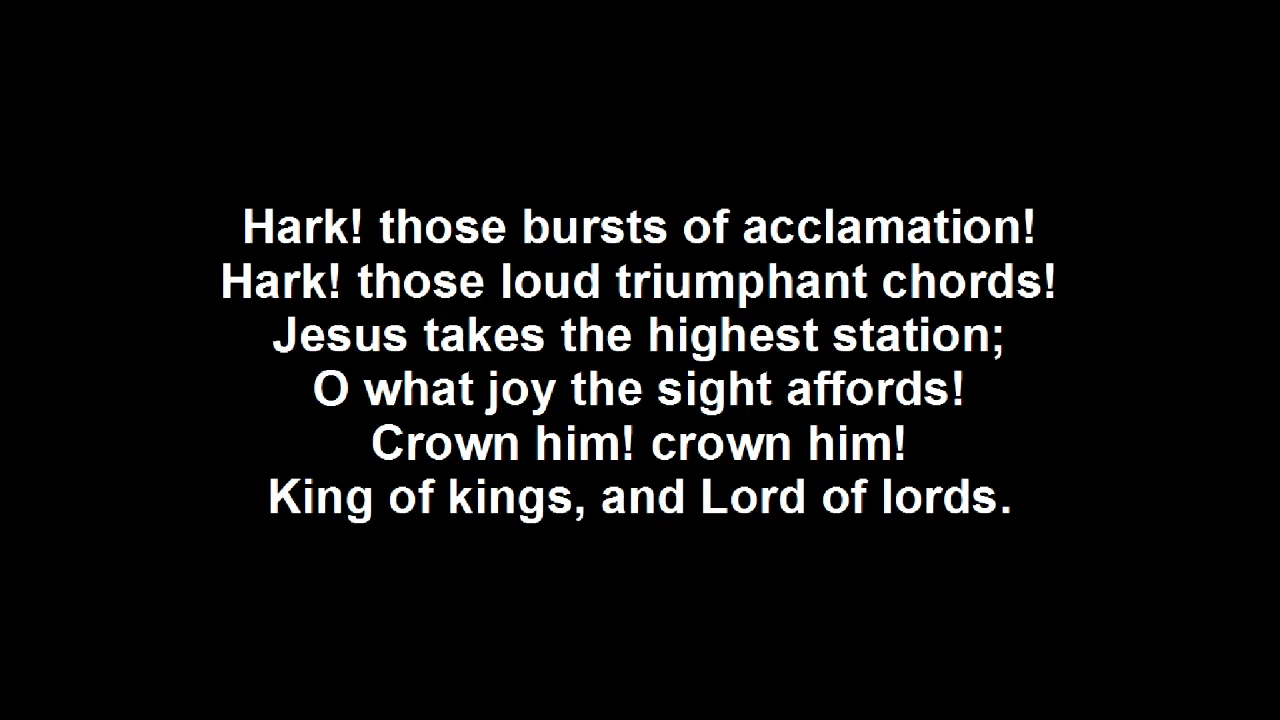 Hark! those bursts of acclamation!
Hark! those loud triumphant chords!
Jesus takes the highest station;
O what joy the sight affords!
Crown him! crown him!
King of kings, and Lord of lords.